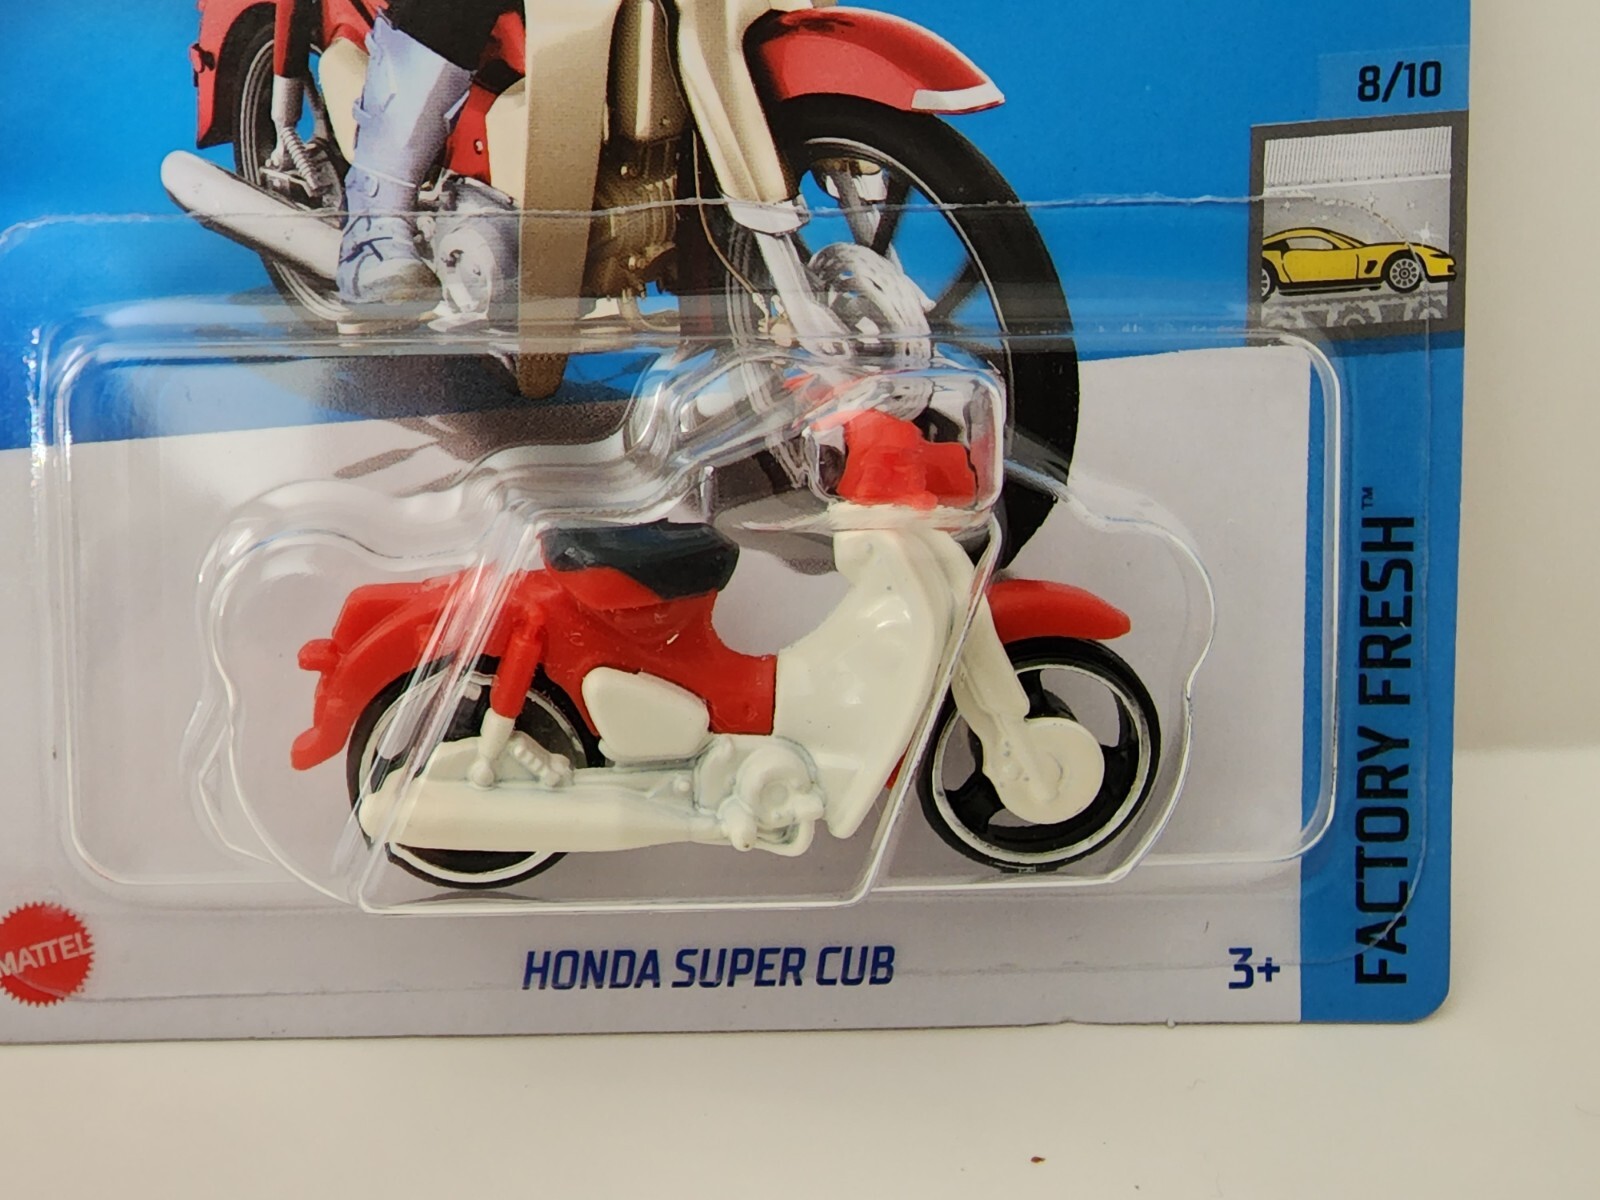 8/10
FACTORY FRESH™
MATTEL
HONDA SUPER CUB
3+